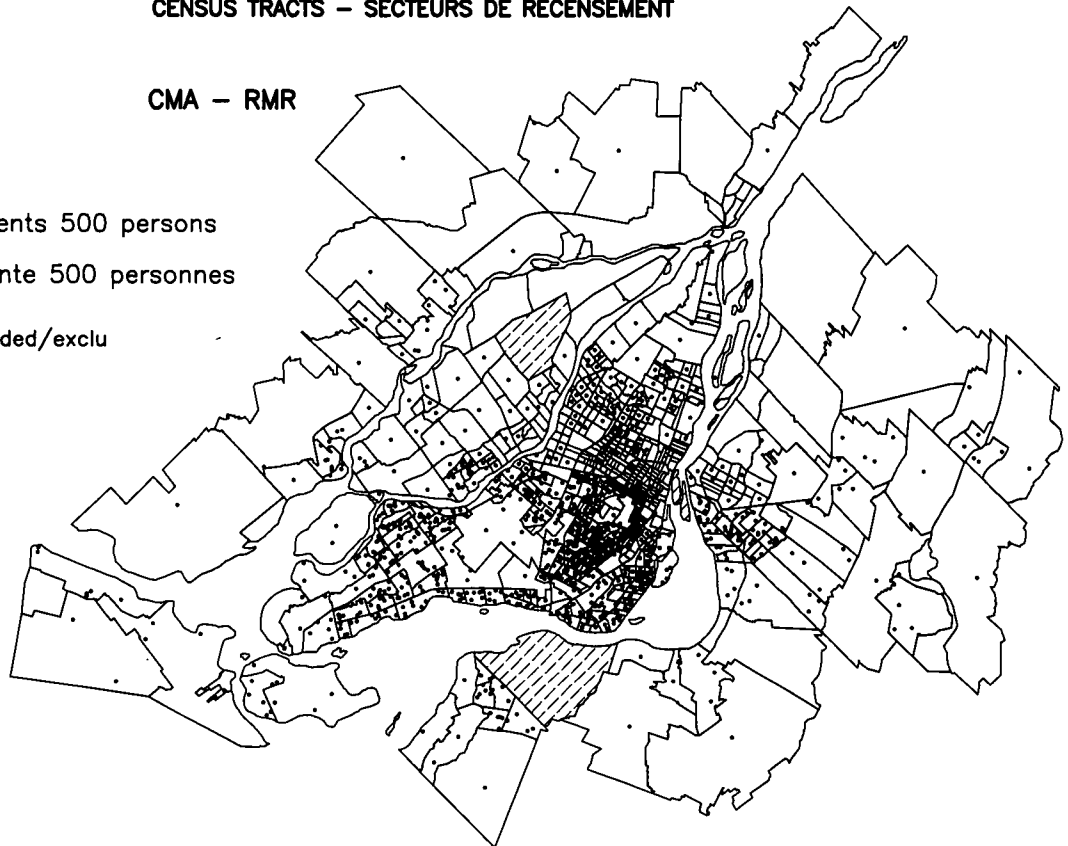 CENSUS TRACTS – SECTEURS DE RECENSEMENT
CMA – RMR
ents 500 persons
nte 500 personnes
ded/exclu